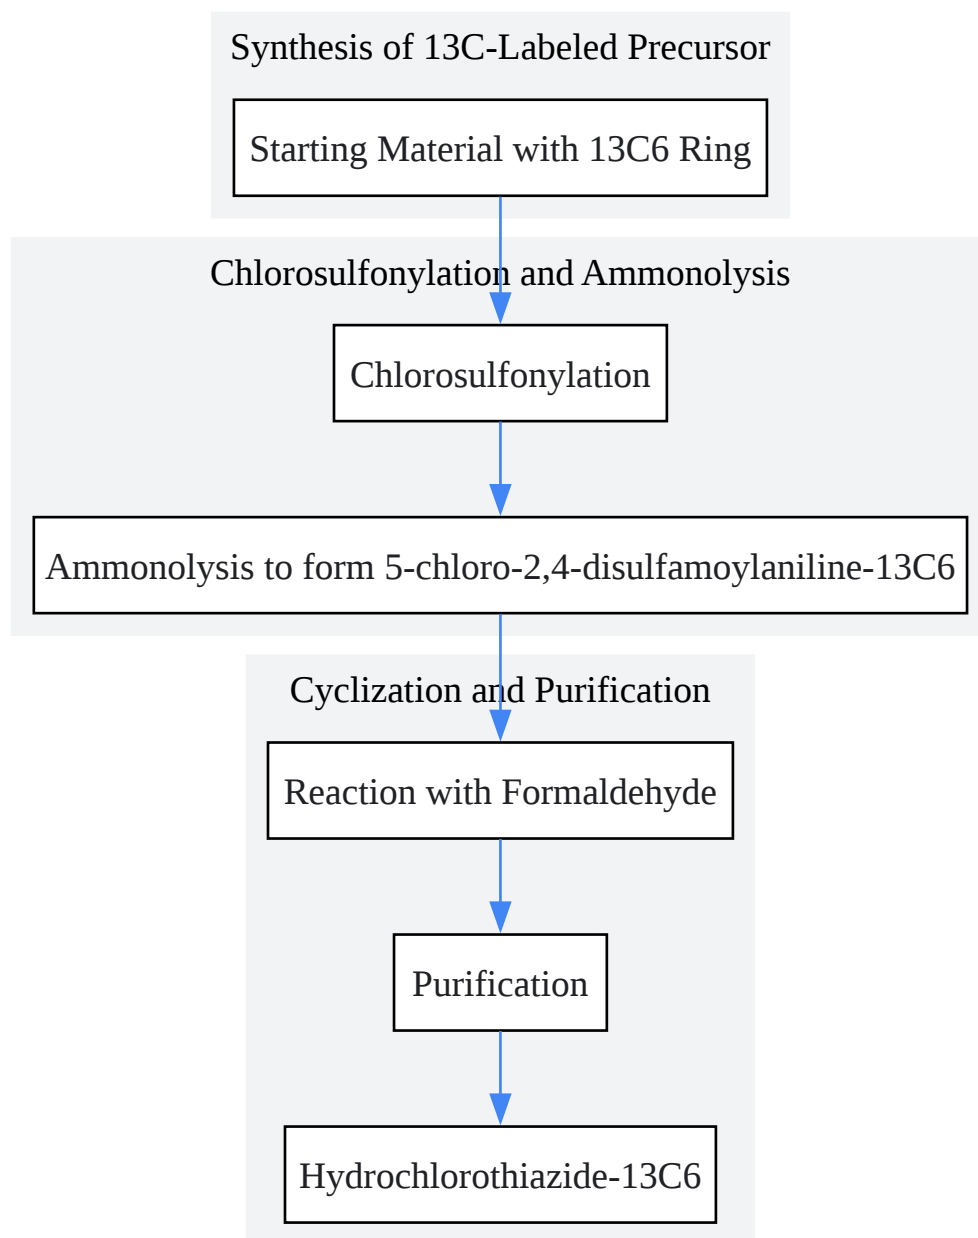 Synthesis of 13C-Labeled Precursor
Starting Material with 13C6 Ring
Chlorosulfonylation and Ammonolysis
Chlorosulfonylation
Ammonolysis to form 5-chloro-2,4-disulfamoylaniline-13C6
Cyclization and Purification
Reaction with Formaldehyde
Purification
Hydrochlorothiazide-13C6